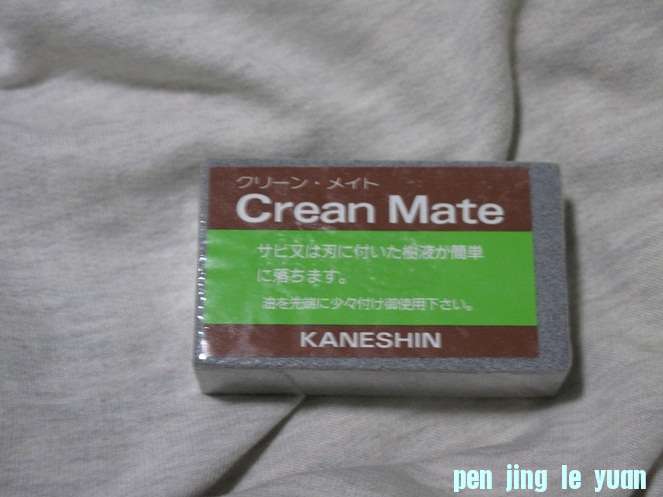 クリーン・メイト
Crean Mate
サビ又は刃に付いた樹液が簡単
に落ちます。
油を先端に少々付け御使用下さい。
KANESHIN
pen jing le yuan